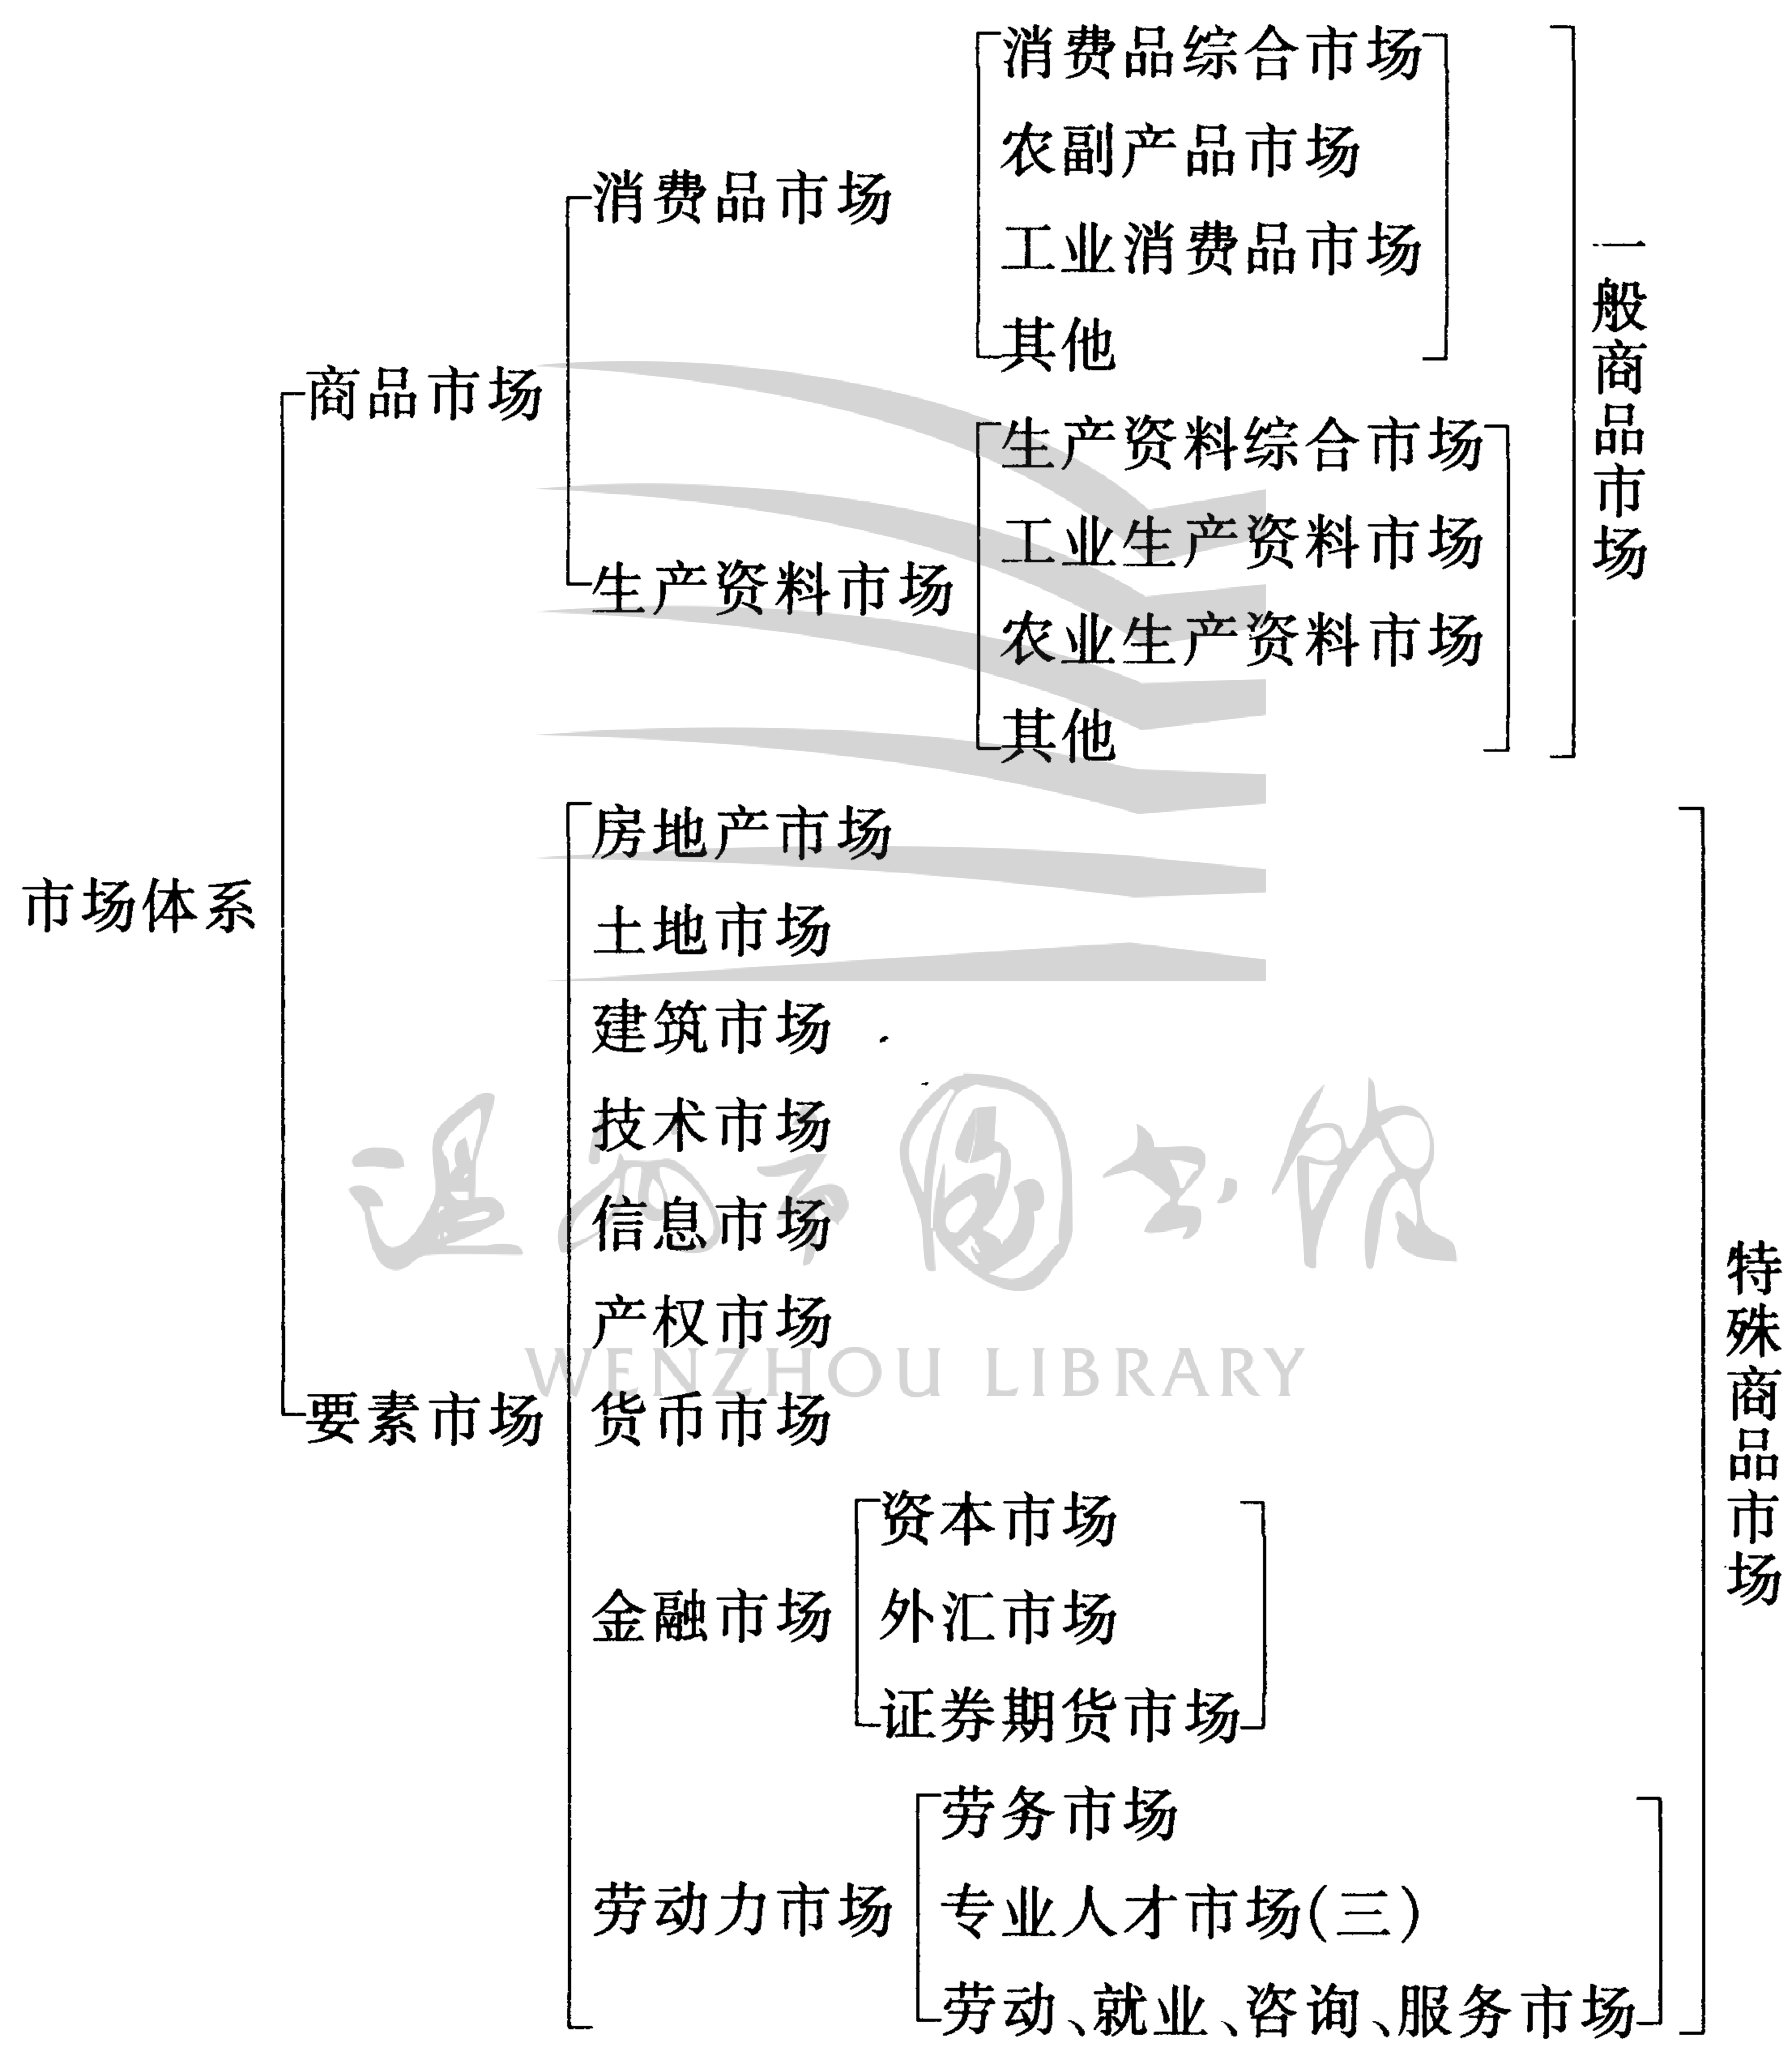 消费品综合市场
农副产品市场
消费品市场
工业消费品市场
其他
商品市场
生产资料综合市场
工业生产资料市场
生产资料市场
农业生产资料市场
其他
一般商品市场
市场体系
房地产市场
土地市场
建筑市场
技术市场
信息市场
产权市场
要素市场
货币市场
资本市场
金融市场
外汇市场
证券期货市场
劳务市场
劳动力市场
专业人才市场(三)
劳动、就业、咨询、服务市场
特殊商品市场
温州市图书馆
WENZHOU LIBRARY